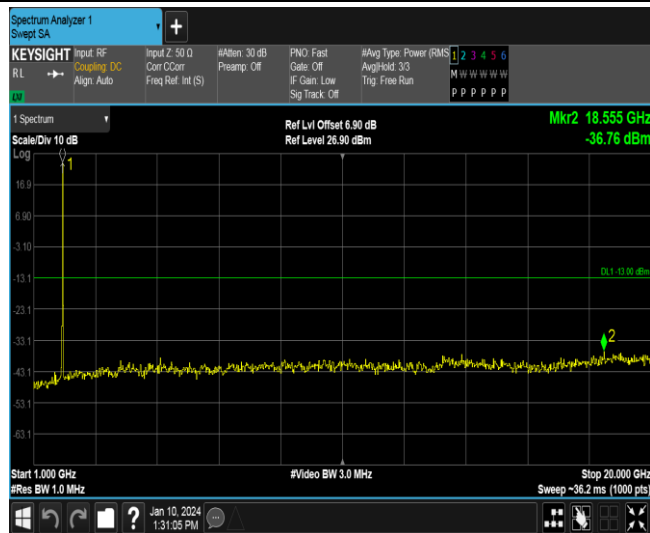 Spectrum Analyzer 1
Swept SA
+
KEYSIGHT Input: RF Input Z: 50 Ω #Atten: 30 dB PNO: Fast #Avg Type: Power (RMS 1 2 3 4 5 6
RL Coupling: DC Corr CCorr Preamp: Off Gate: Off Avg|Hold: 3/3 M W W W W W
Align: Auto Freq Ref: Int (S) IF Gain: Low Trig: Free Run
Sig Track: Off P P P P P P
1 Spectrum Ref Lvl Offset 6.90 dB Mkr2 18.555 GHz
Scale/Div 10 dB Ref Level 26.90 dBm -36.76 dBm
Log
1
16.9
6.90
-3.10
-13.1 DL1 -13.00 dBm
-23.1
-33.1
2
-43.1
-53.1
-63.1
Start 1.000 GHz #Video BW 3.0 MHz Stop 20.000 GHz
#Res BW 1.0 MHz Sweep ~36.2 ms (1000 pts)
? Jan 10, 2024
1:31:05 PM